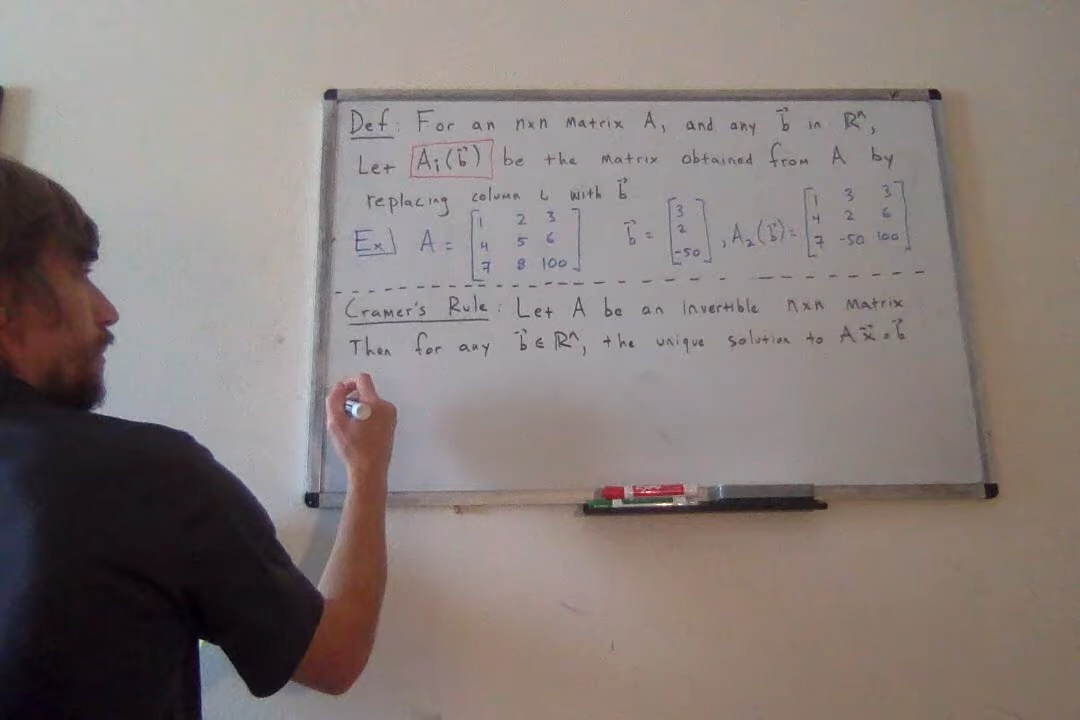 Def: For an nxn matrix A, and any b⃗ in ℝⁿ,
Let Aᵢ(b⃗) be the matrix obtained from A by
replacing column i with b⃗
Ex] A = [1 2 3; 4 5 6; 7 8 100] b⃗ = [3; 2; -50], A₂(b⃗) = [1 3 3; 4 2 6; 7 -50 100]
Cramer's Rule: Let A be an invertible nxn matrix
Then for any b⃗ ∈ ℝⁿ, the unique solution to A x⃗ = b⃗